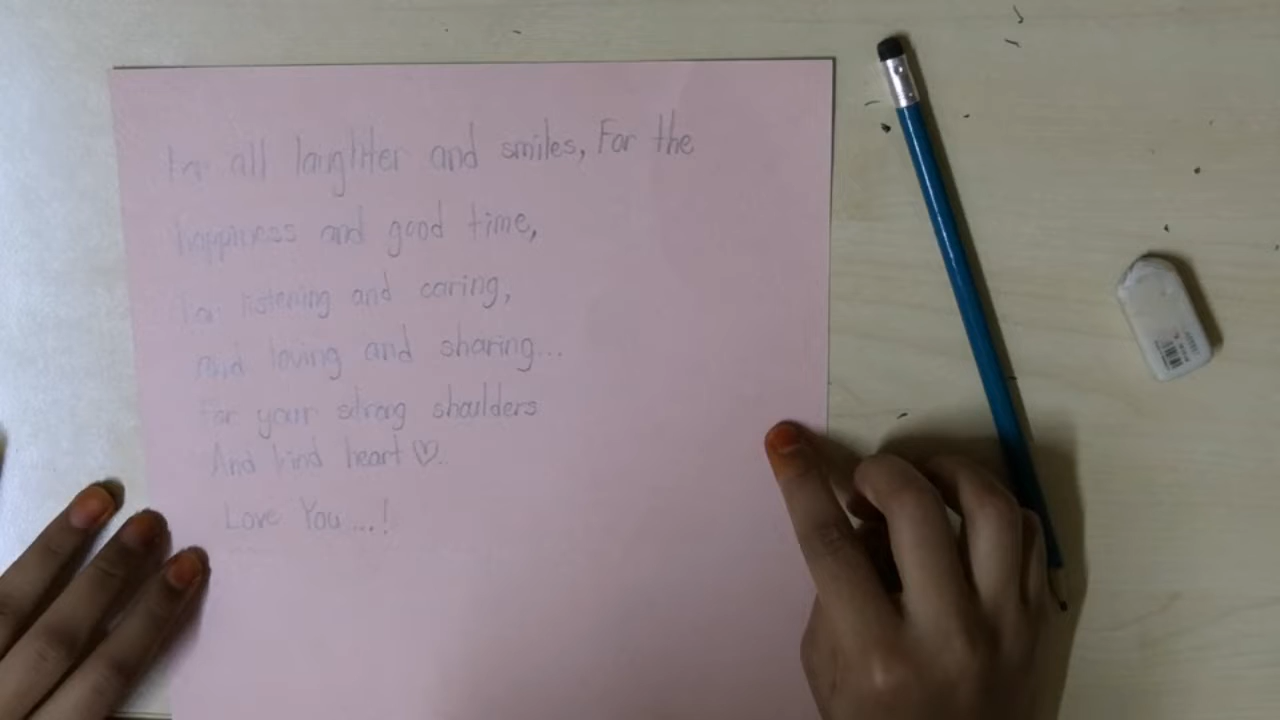 For all laughter and smiles, For the
happiness and good time,
For listening and caring,
And loving and sharing...
For your strong shoulders
And kind heart ♡..
Love You ...!